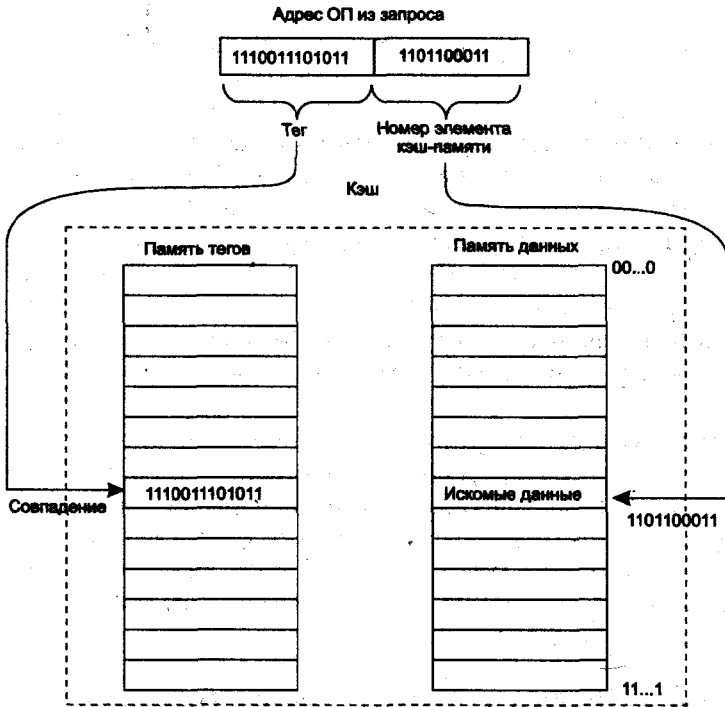 Адрес ОП из запроса
1110011101011 1101100011
Тег
Номер элемента
кэш-памяти
Кэш
Память тегов
Память данных
00...0
1110011101011
Искомые данные
Совпадение
1101100011
11...1